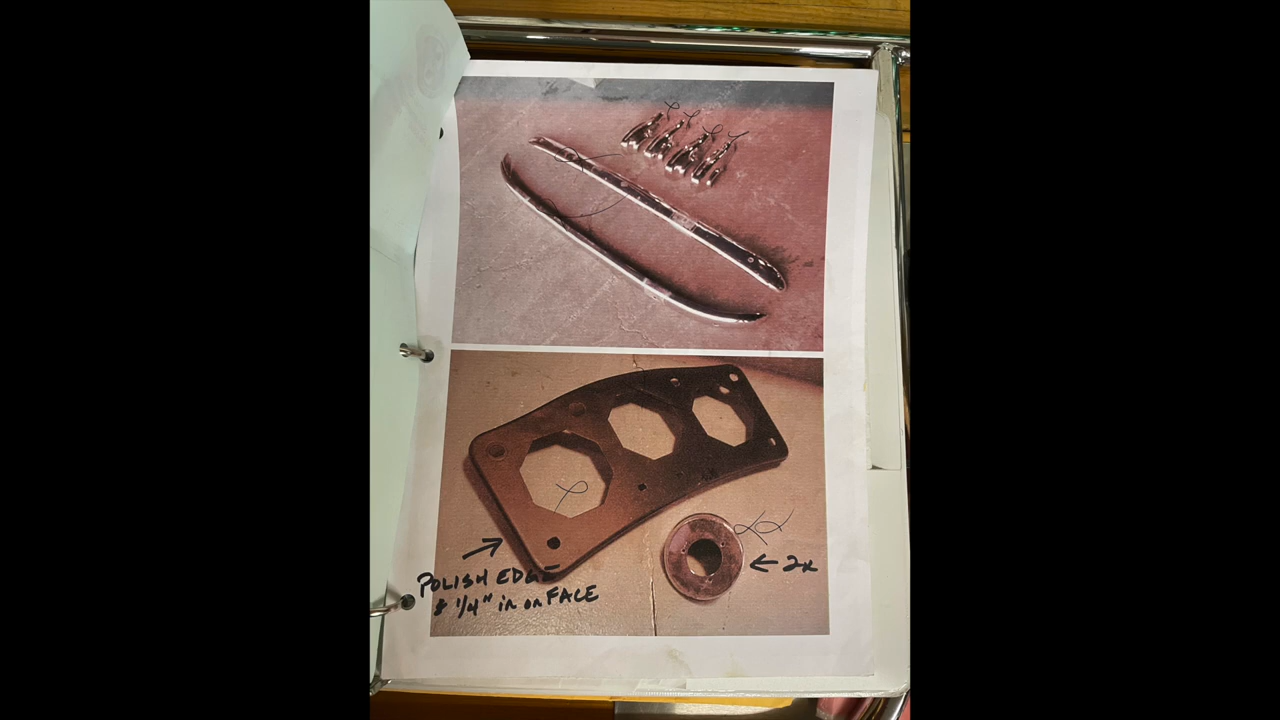 ← 2x
→
POLISH EDGE
& 1/4" in on FACE